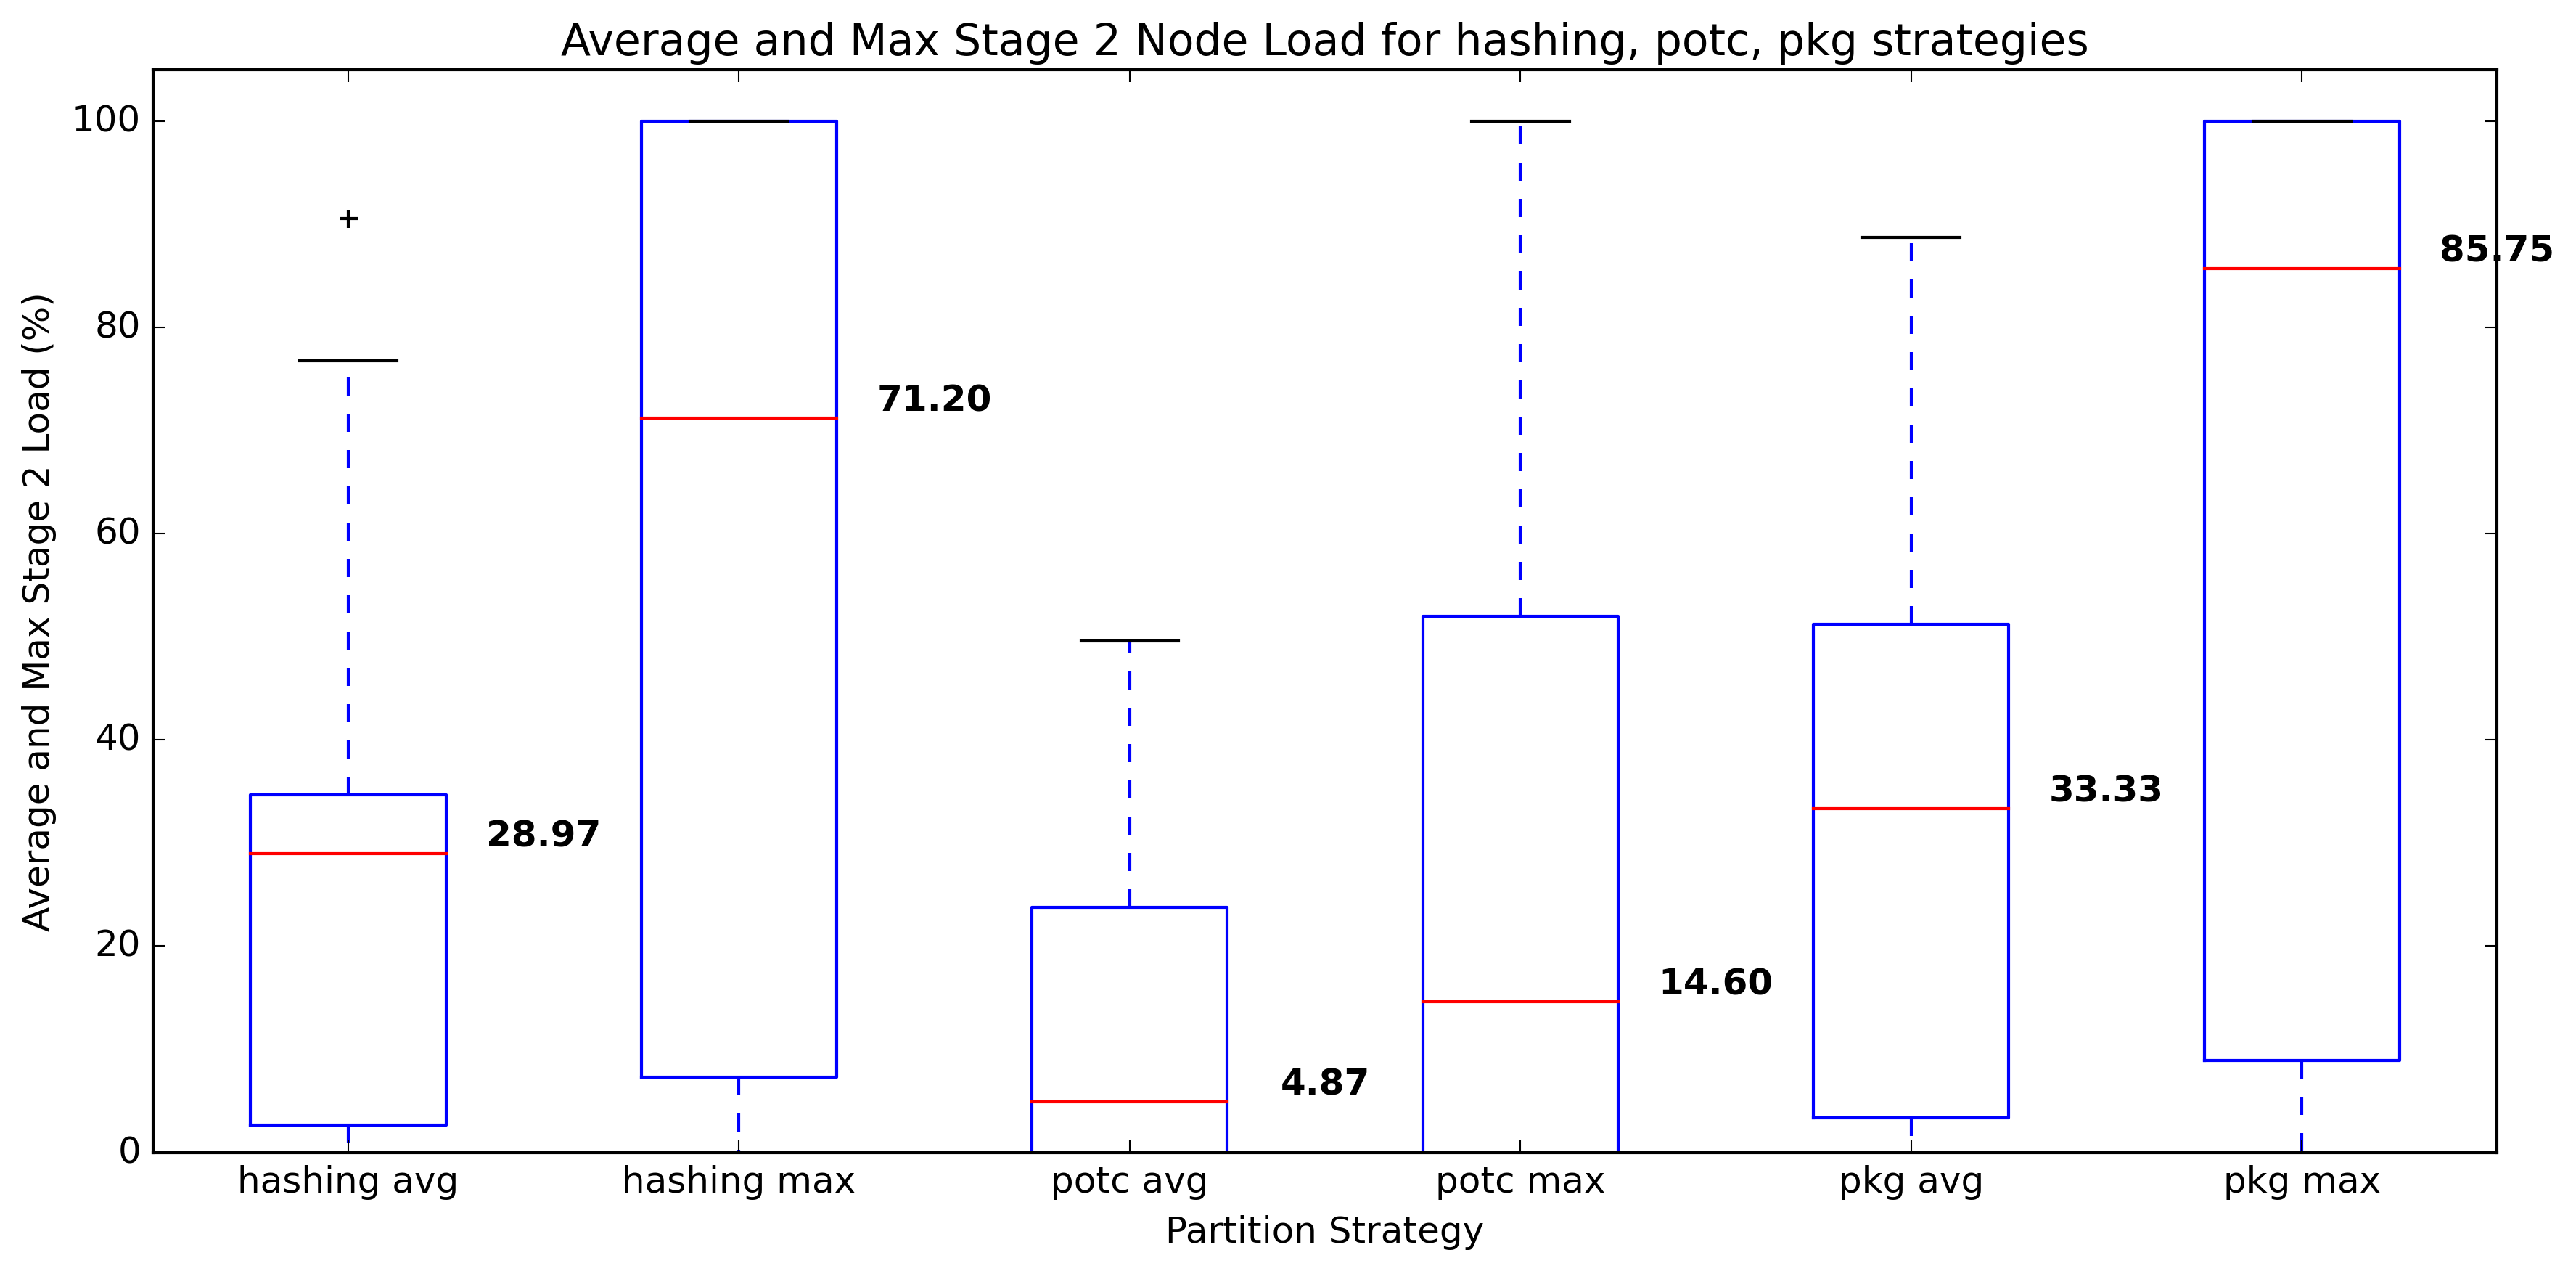 Average and Max Stage 2 Node Load for hashing, potc, pkg strategies
Average and Max Stage 2 Load (%)
100
80
60
40
20
0
28.97
71.20
4.87
14.60
33.33
85.75
hashing avg
hashing max
potc avg
potc max
pkg avg
pkg max
Partition Strategy